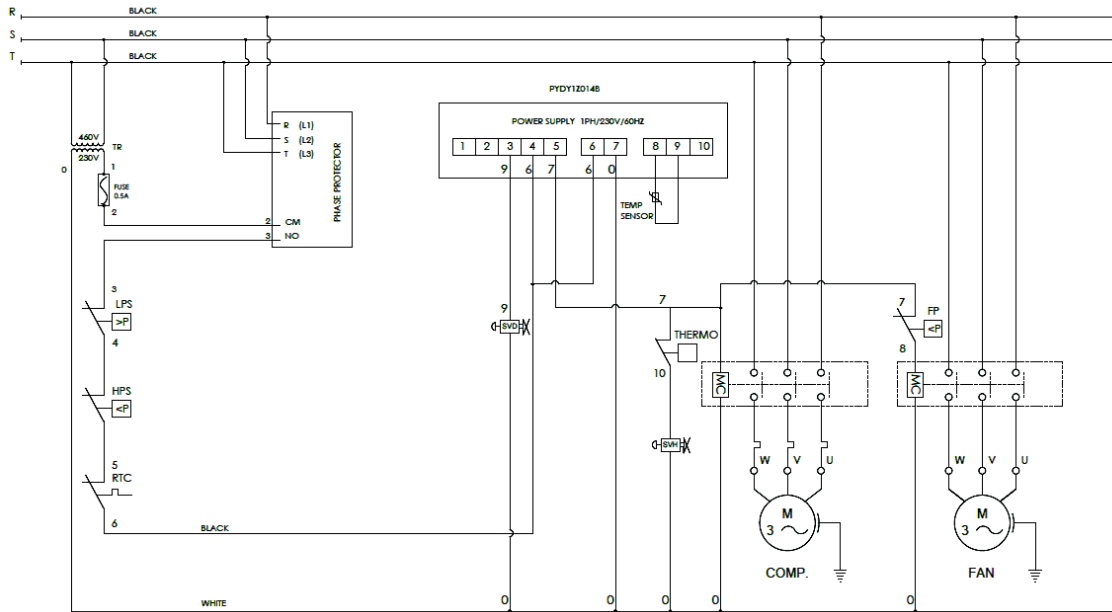 R BLACK
S BLACK
T BLACK
PYDY1Z014B
POWER SUPPLY 1PH/230V/60HZ
1 2 3 4 5 6 7 8 9 10
9 6 7 6 0
460V
TR
230V
0
1
FUSE
0.5A
2
R (L1)
S (L2)
T (L3)
PHASE PROTECTOR
2 CM
3 NO
TEMP
SENSOR
3
LPS
>P
4
HPS
<P
5
RTC
6
BLACK
WHITE
9
SVD
7
THERMO
10
SVH
7
FP
<P
8
MC
MC
W V U
W V U
M
3
COMP.
M
3
FAN
0 0 0 0 0